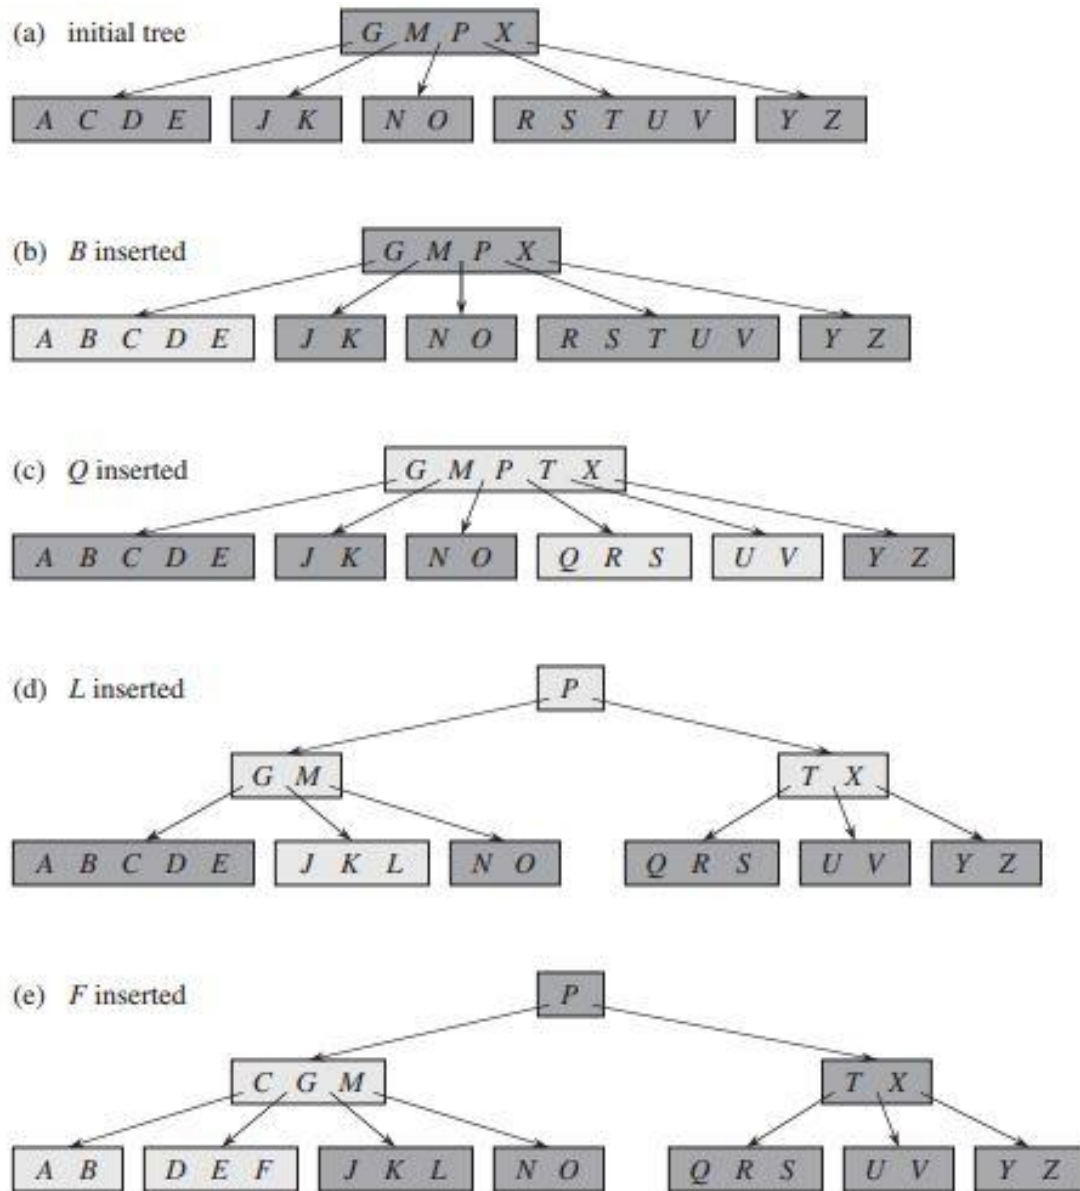 (a) initial tree G M P X
A C D E J K N O R S T U V Y Z
(b) B inserted G M P X
A B C D E J K N O R S T U V Y Z
(c) Q inserted G M P T X
A B C D E J K N O Q R S U V Y Z
(d) L inserted P
G M T X
A B C D E J K L N O Q R S U V Y Z
(e) F inserted P
C G M T X
A B D E F J K L N O Q R S U V Y Z